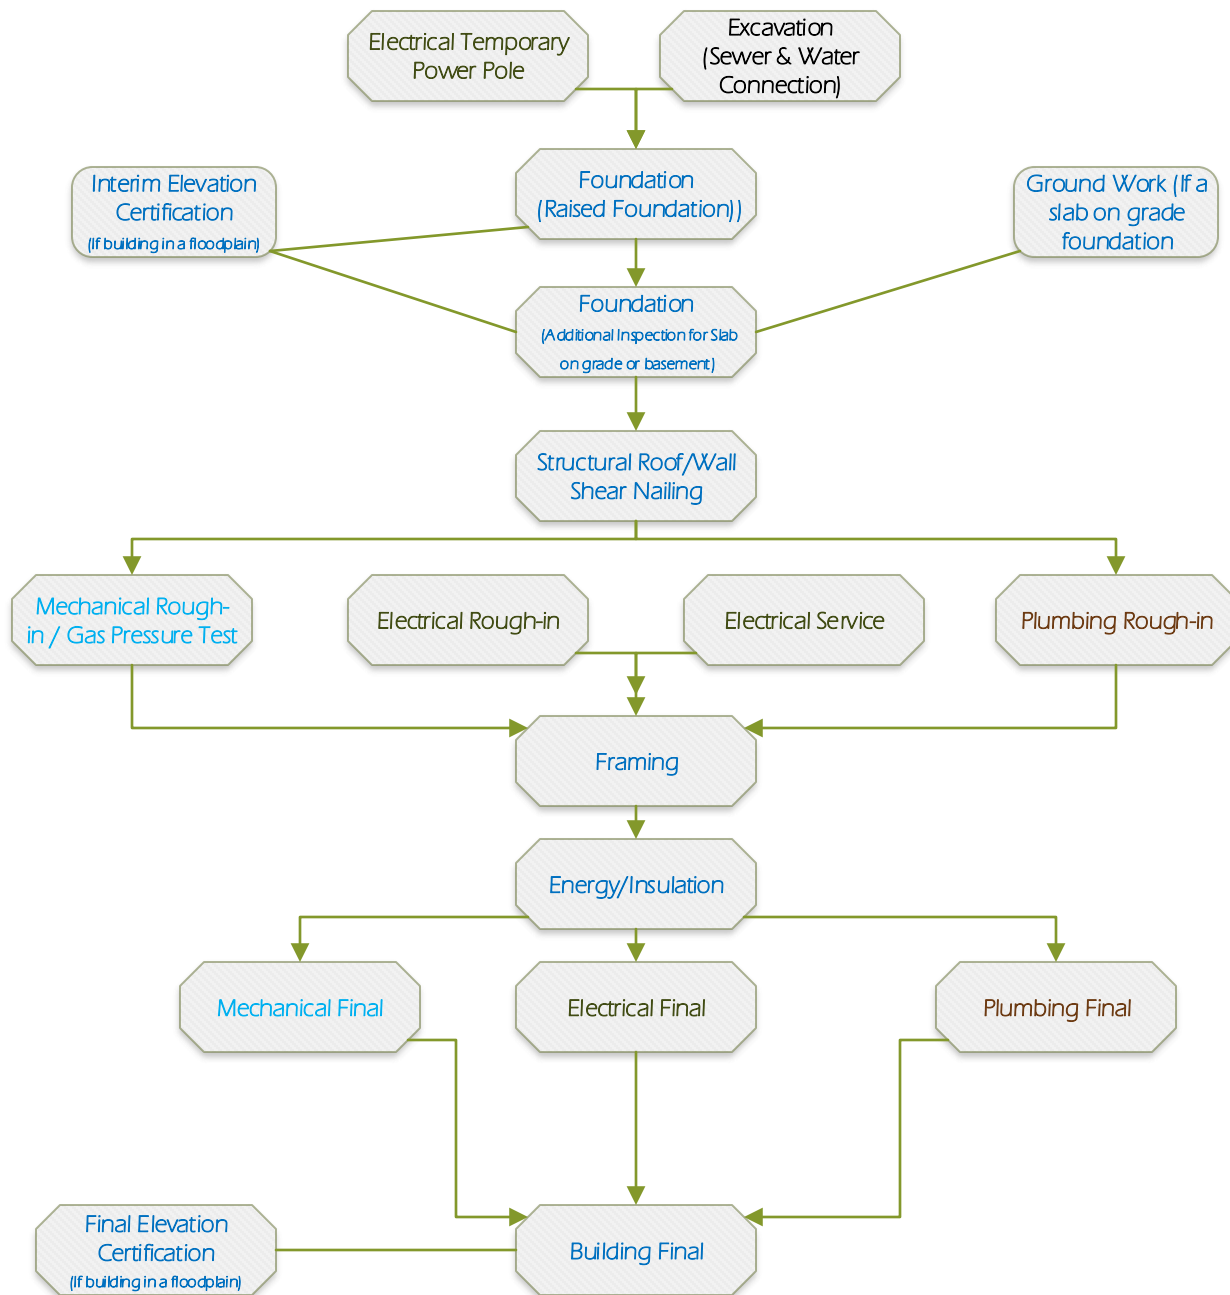 Electrical Temporary
Power Pole
Excavation
(Sewer & Water
Connection)
Interim Elevation
Certification
(If building in a floodplain)
Foundation
(Raised Foundation))
Ground Work (If a
slab on grade
foundation
Foundation
(Additional Inspection for Slab
on grade or basement)
Structural Roof/Wall
Shear Nailing
Mechanical Rough-
in / Gas Pressure Test
Electrical Rough-in
Electrical Service
Plumbing Rough-in
Framing
Energy/Insulation
Mechanical Final
Electrical Final
Plumbing Final
Final Elevation
Certification
(If building in a floodplain)
Building Final